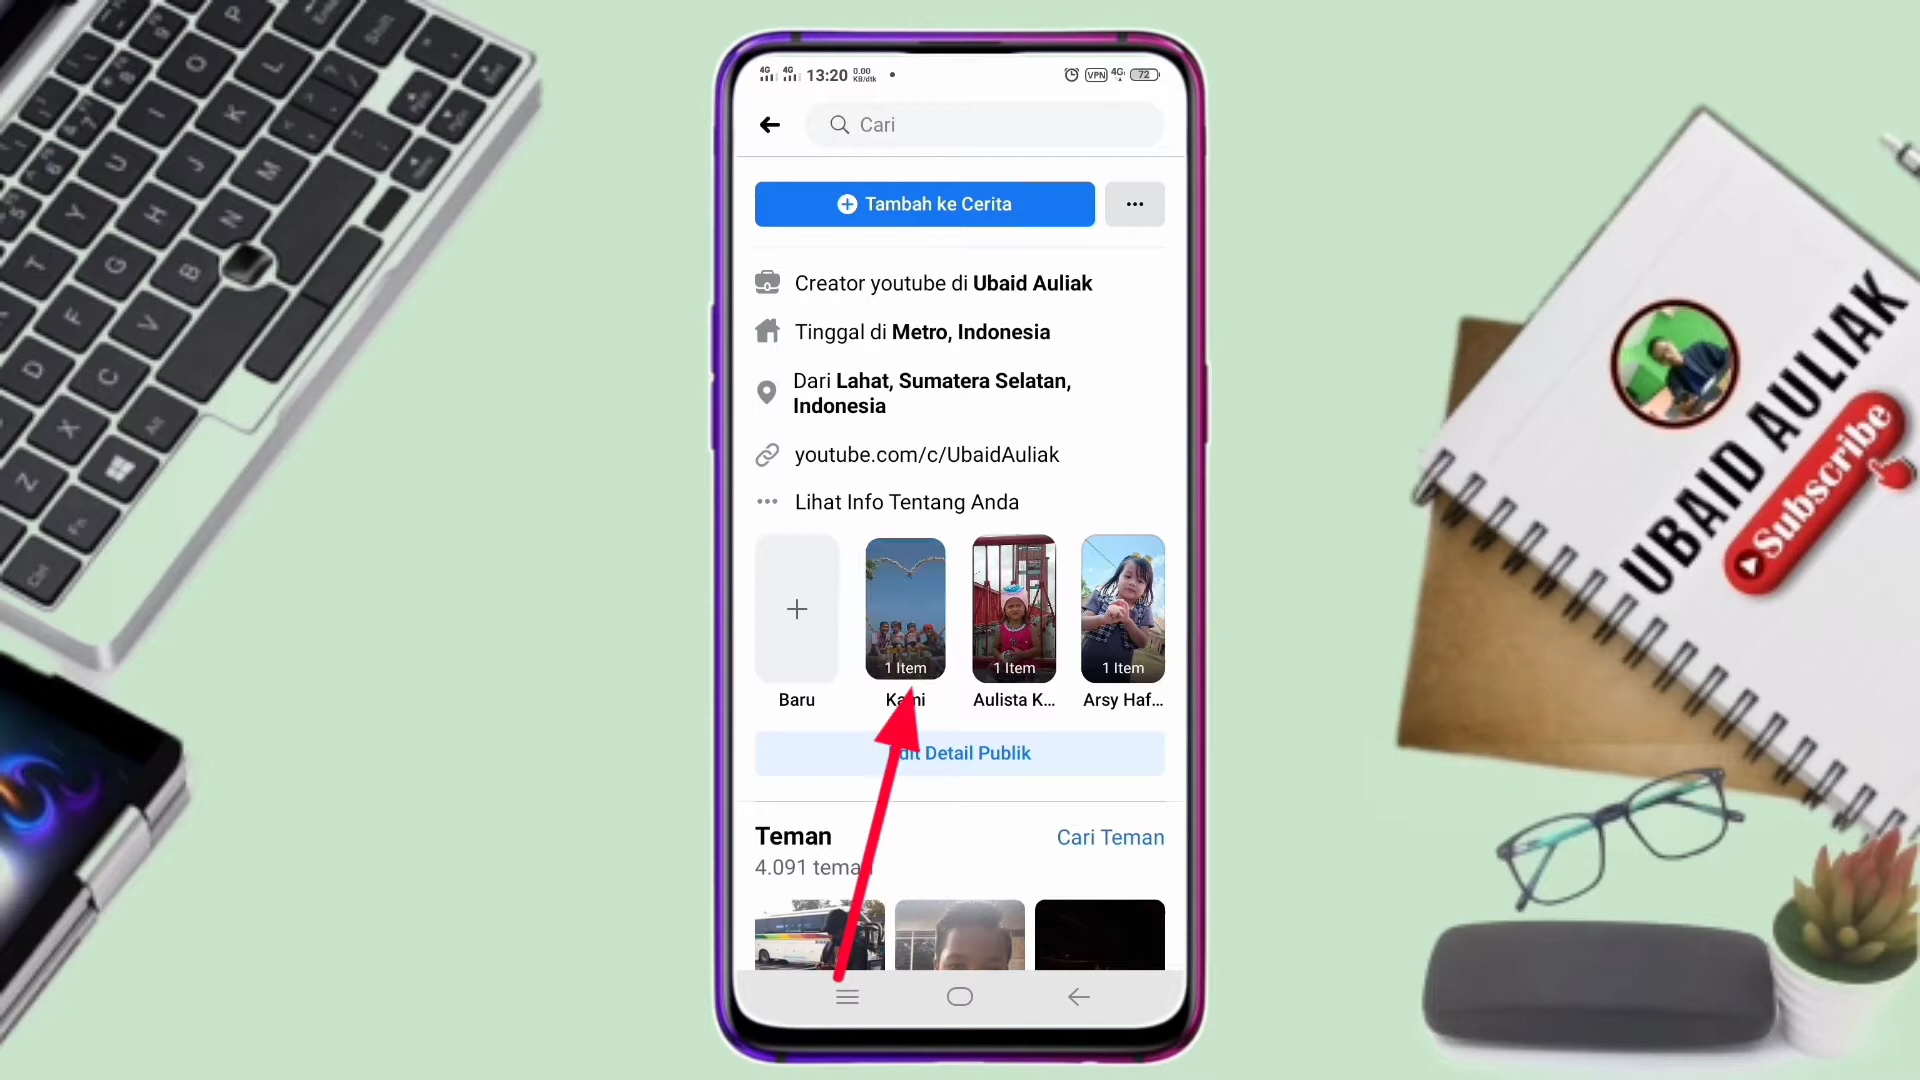 13:20
0.00
KB/dtk
VPN
4G
72
Cari
Tambah ke Cerita
Creator youtube di Ubaid Auliak
Tinggal di Metro, Indonesia
Dari Lahat, Sumatera Selatan,
Indonesia
youtube.com/c/UbaidAuliak
Lihat Info Tentang Anda
1 Item
1 Item
1 Item
Baru
Kami
Aulista K...
Arsy Haf...
Edit Detail Publik
Teman
Cari Teman
4.091 teman
UBAID AULIAK
Subscribe